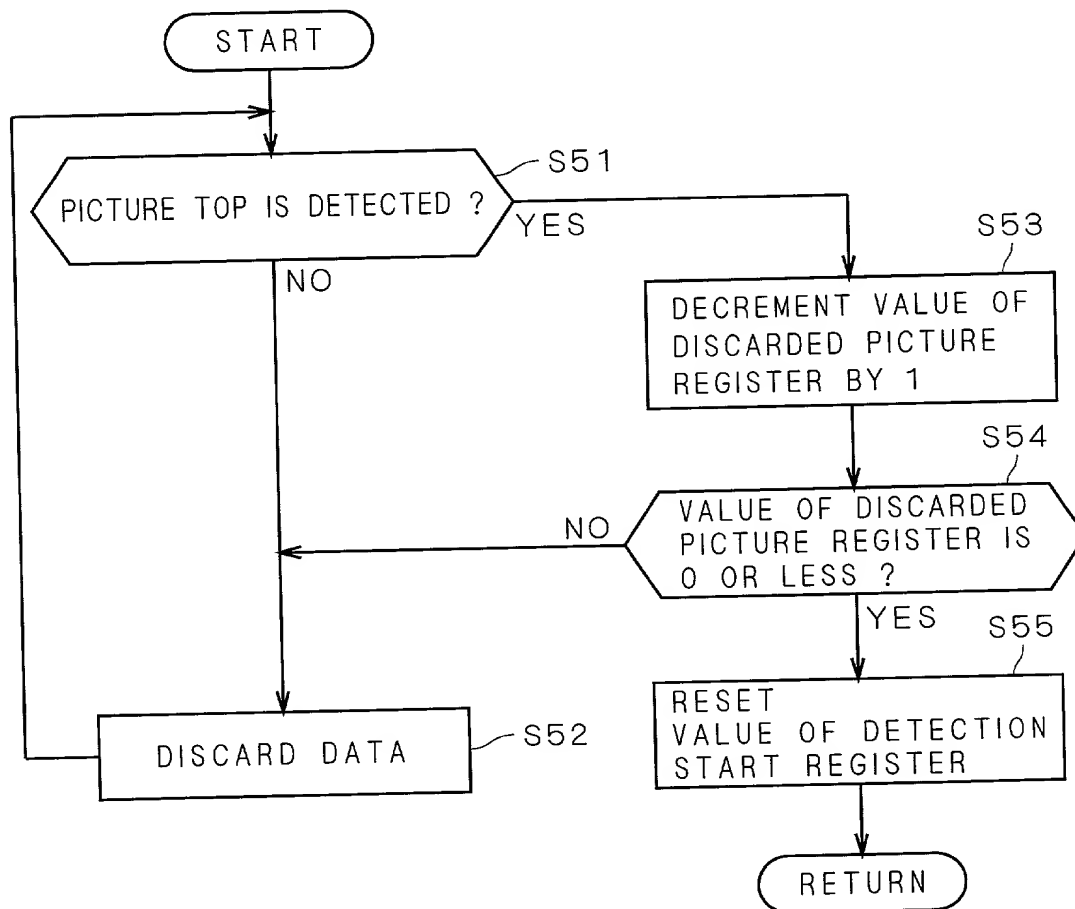 START
S51
PICTURE TOP IS DETECTED ?
YES
NO
S53
DECREMENT VALUE OF
DISCARDED PICTURE
REGISTER BY 1
S54
VALUE OF DISCARDED
PICTURE REGISTER IS
0 OR LESS ?
NO
YES
S55
RESET
VALUE OF DETECTION
START REGISTER
DISCARD DATA
S52
RETURN